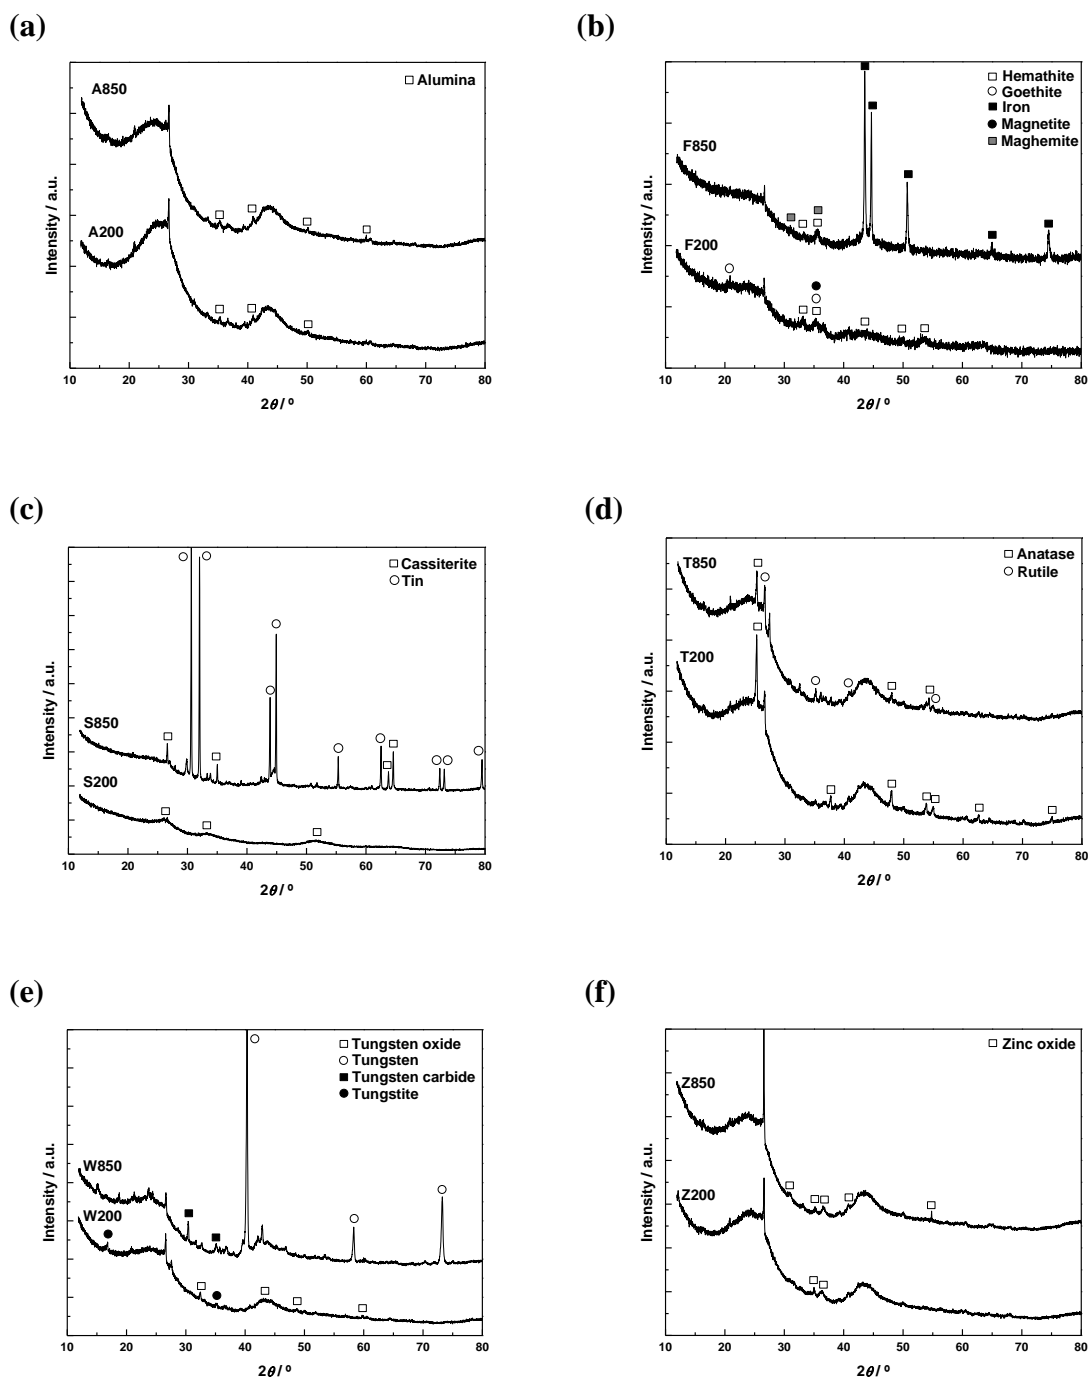 (a)
(b)
A850
A200
□ Alumina
Intensity / a.u.
10 20 30 40 50 60 70 80
2θ / º
□ Hemathite
○ Goethite
■ Iron
● Magnetite
■ Maghemite
F850
F200
Intensity / a.u.
10 20 30 40 50 60 70 80
2θ / º
(c)
(d)
□ Cassiterite
○ Tin
S850
S200
Intensity / a.u.
10 20 30 40 50 60 70 80
2θ / º
T850
T200
□ Anatase
○ Rutile
Intensity / a.u.
10 20 30 40 50 60 70 80
2θ / º
(e)
(f)
□ Tungsten oxide
○ Tungsten
■ Tungsten carbide
● Tungstite
W850
W200
Intensity / a.u.
10 20 30 40 50 60 70 80
2θ / º
□ Zinc oxide
Z850
Z200
Intensity / a.u.
10 20 30 40 50 60 70 80
2θ / º